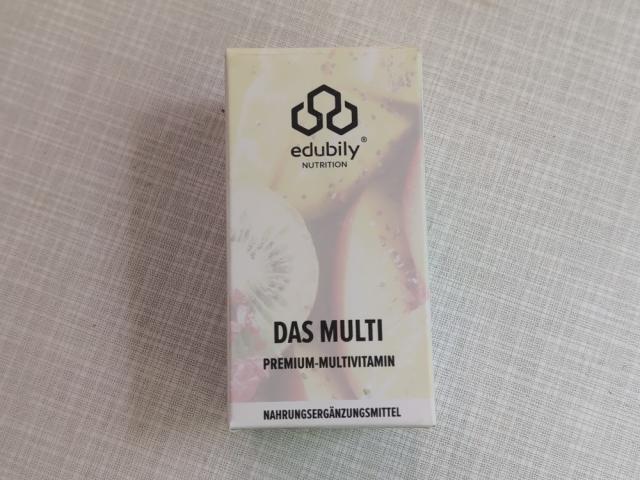 edubily®
NUTRITION
DAS MULTI
PREMIUM-MULTIVITAMIN
NAHRUNGSERGÄNZUNGSMITTEL